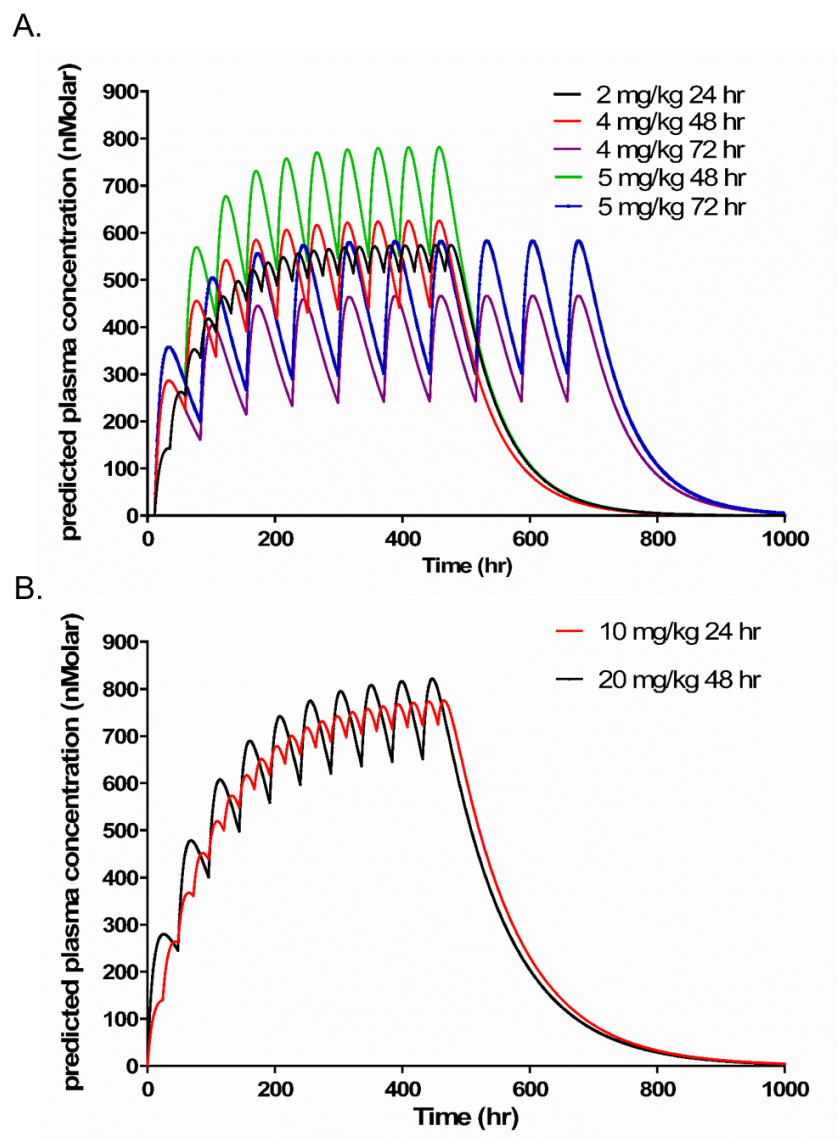 A.
predicted plasma concentration (nMolar)
900
800
700
600
500
400
300
200
100
0
2 mg/kg 24 hr
4 mg/kg 48 hr
4 mg/kg 72 hr
5 mg/kg 48 hr
5 mg/kg 72 hr
0 200 400 600 800 1000
Time (hr)
B.
predicted plasma concentration (nMolar)
900
800
700
600
500
400
300
200
100
0
10 mg/kg 24 hr
20 mg/kg 48 hr
0 200 400 600 800 1000
Time (hr)